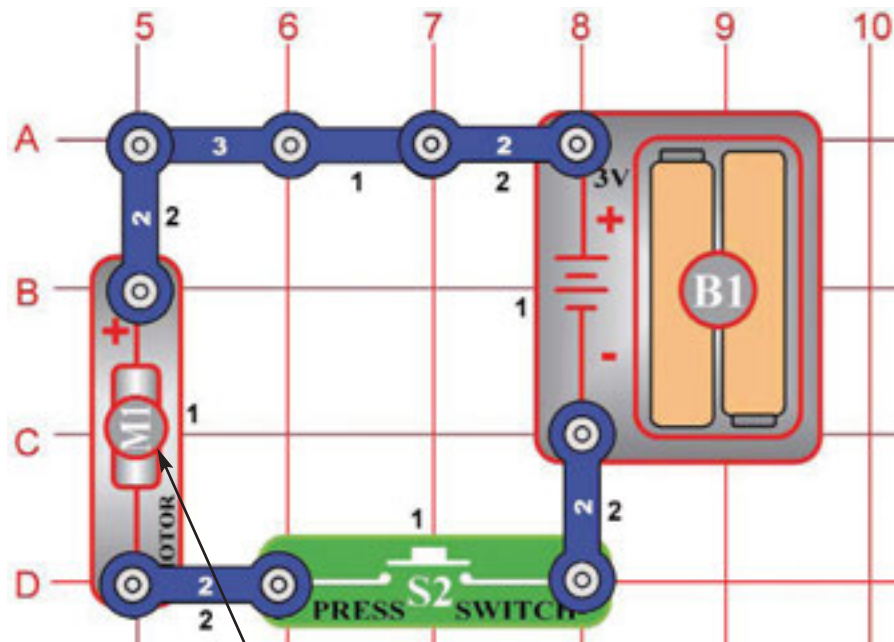 5 6 7 8 9 10
A 3 1 2 2
2 2 3V
+
B 1 B1
+ -
C M1 1
2 2
OTOR 1
D 2 2 S2
PRESS SWITCH